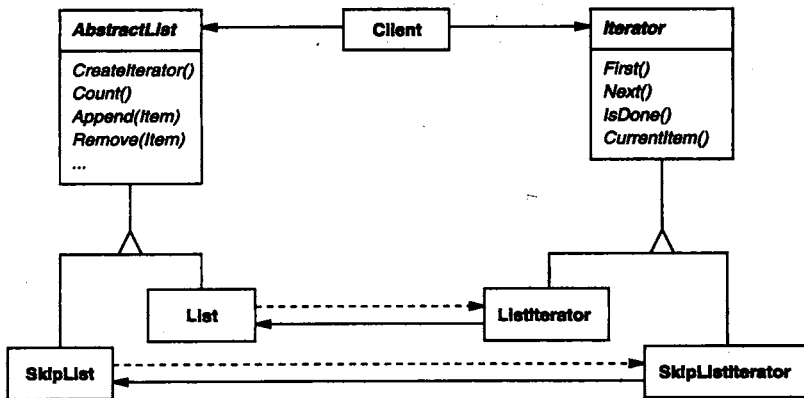 AbstractList
Client
Iterator
CreateIterator()
Count()
Append(Item)
Remove(Item)
...
First()
Next()
IsDone()
CurrentItem()
List
ListIterator
SkipList
SkipListIterator